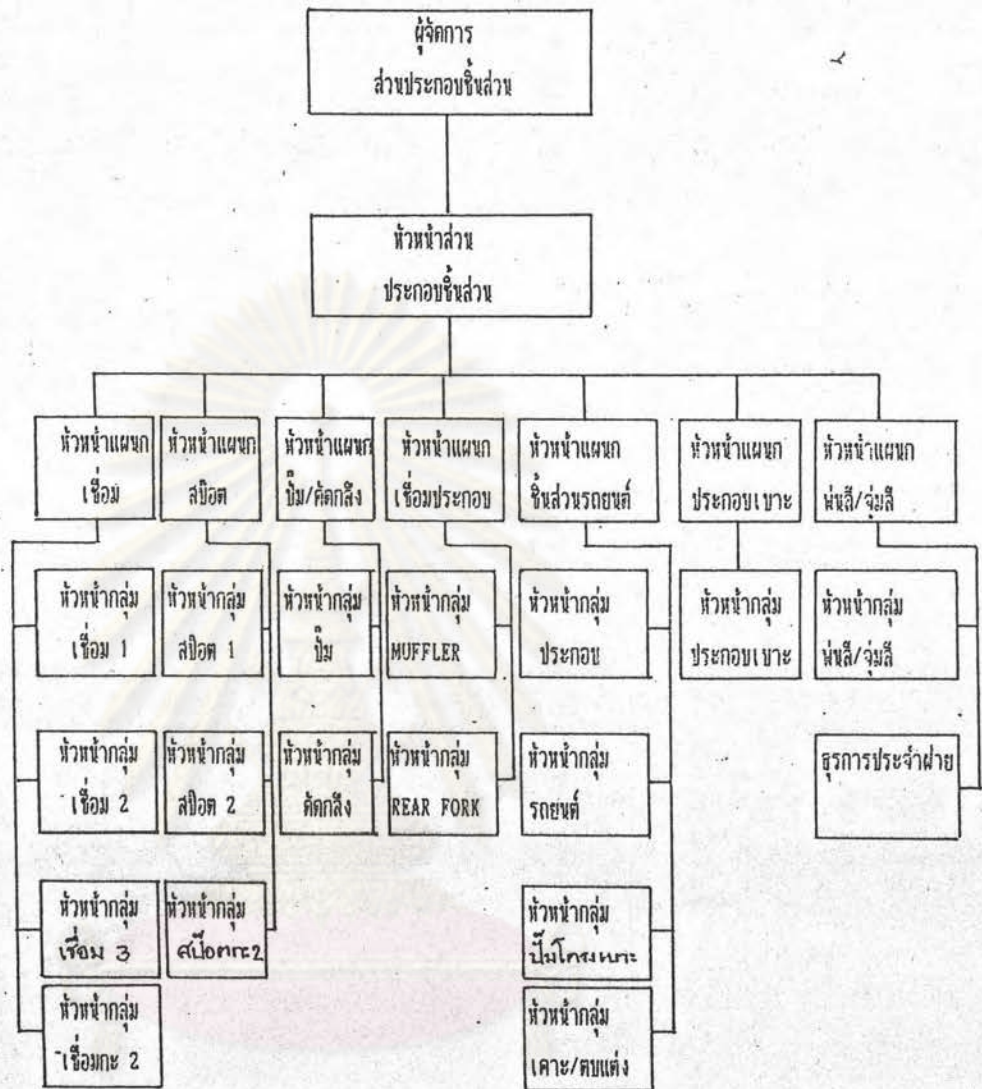 ผู้จัดการ
ส่วนประกอบชิ้นส่วน
หัวหน้าส่วน
ประกอบชิ้นส่วน
หัวหน้าแผนก
เชื่อม
หัวหน้าแผนก
สป๊อต
หัวหน้าแผนก
ปั๊ม/คัดกลึง
หัวหน้าแผนก
เชื่อมประกอบ
หัวหน้าแผนก
ชิ้นส่วนรถยนต์
หัวหน้าแผนก
ประกอบเบาะ
หัวหน้าแผนก
พ่นสี/จุ่มสี
หัวหน้ากลุ่ม
เชื่อม 1
หัวหน้ากลุ่ม
สป๊อต 1
หัวหน้ากลุ่ม
ปั๊ม
หัวหน้ากลุ่ม
MUFFLER
หัวหน้ากลุ่ม
ประกอบ
หัวหน้ากลุ่ม
ประกอบเบาะ
หัวหน้ากลุ่ม
พ่นสี/จุ่มสี
หัวหน้ากลุ่ม
เชื่อม 2
หัวหน้ากลุ่ม
สป๊อต 2
หัวหน้ากลุ่ม
คัดกลึง
หัวหน้ากลุ่ม
REAR FORK
หัวหน้ากลุ่ม
รถยนต์
ธุรการประจำฝ่าย
หัวหน้ากลุ่ม
เชื่อม 3
หัวหน้ากลุ่ม
สป๊อตกะ2
หัวหน้ากลุ่ม
ปั๊มโครงเบาะ
หัวหน้ากลุ่ม
เชื่อมกะ 2
หัวหน้ากลุ่ม
เคาะ/ตบแต่ง